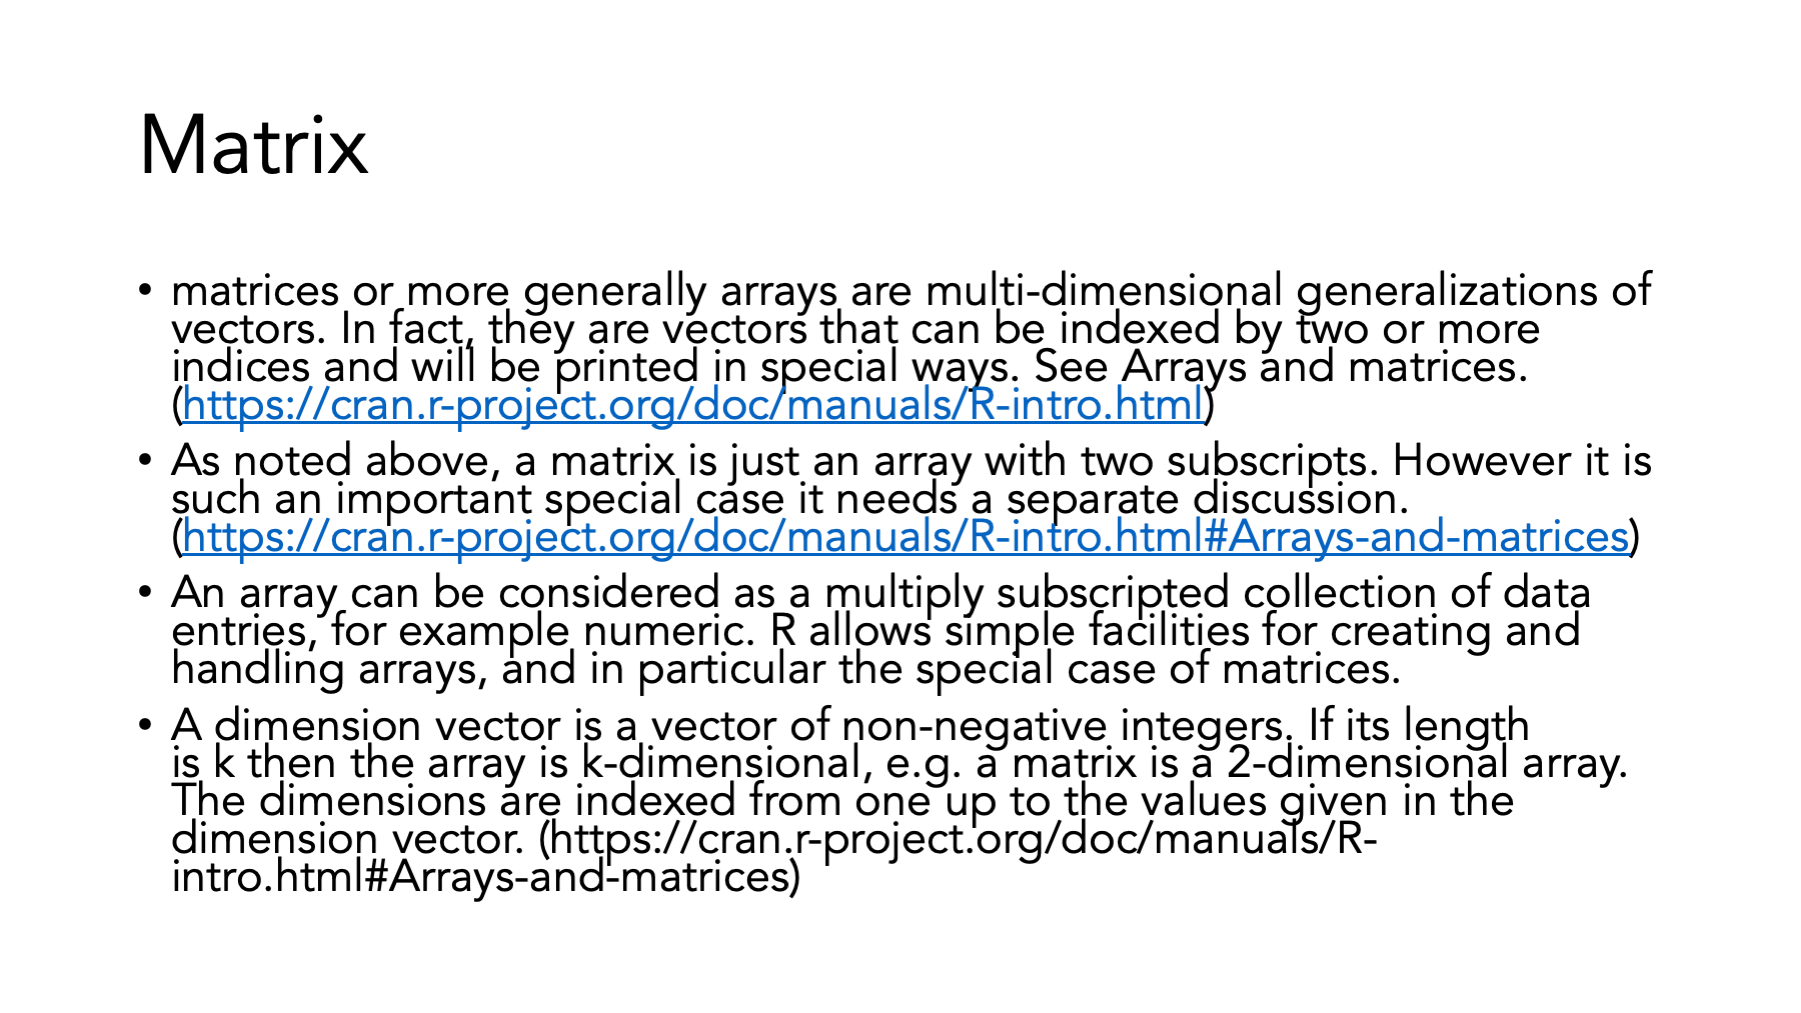 Matrix
• matrices or more generally arrays are multi-dimensional generalizations of
vectors. In fact, they are vectors that can be indexed by two or more
indices and will be printed in special ways. See Arrays and matrices.
(https://cran.r-project.org/doc/manuals/R-intro.html)
• As noted above, a matrix is just an array with two subscripts. However it is
such an important special case it needs a separate discussion.
(https://cran.r-project.org/doc/manuals/R-intro.html#Arrays-and-matrices)
• An array can be considered as a multiply subscripted collection of data
entries, for example numeric. R allows simple facilities for creating and
handling arrays, and in particular the special case of matrices.
• A dimension vector is a vector of non-negative integers. If its length
is k then the array is k-dimensional, e.g. a matrix is a 2-dimensional array.
The dimensions are indexed from one up to the values given in the
dimension vector. (https://cran.r-project.org/doc/manuals/R-
intro.html#Arrays-and-matrices)